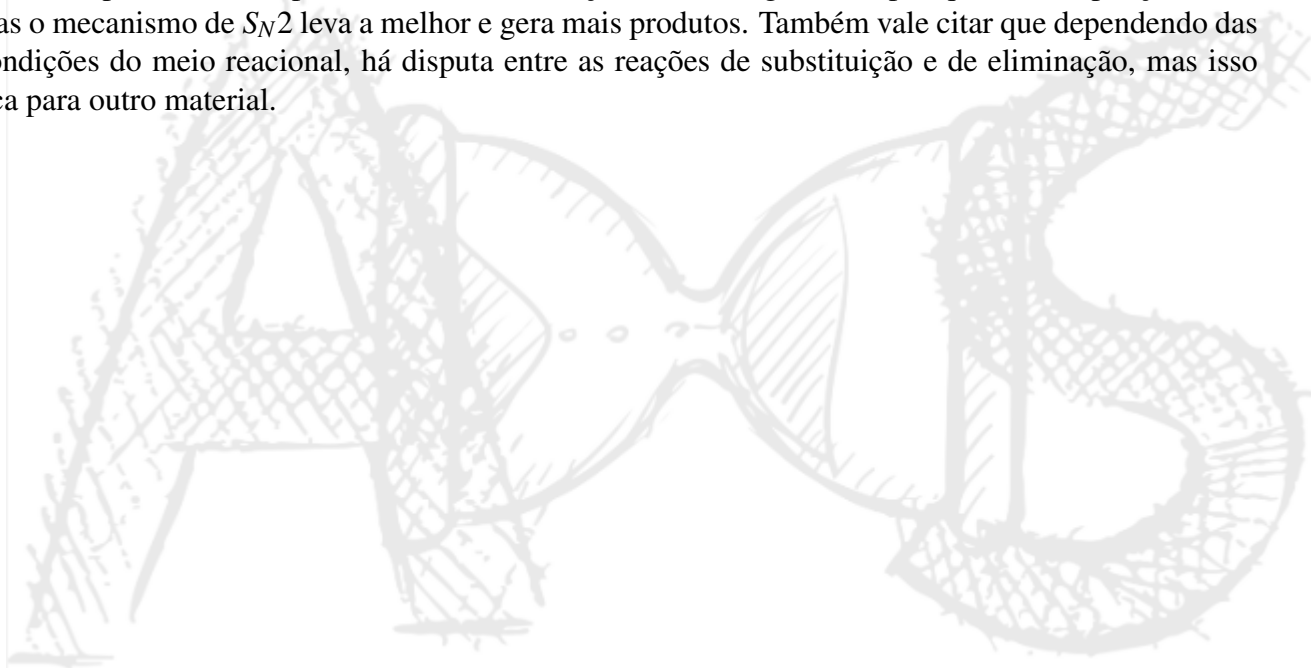 as o mecanismo de S_N2 leva a melhor e gera mais produtos. Também vale citar que dependendo das
ondições do meio reacional, há disputa entre as reações de substituição e de eliminação, mas isso
ca para outro material.